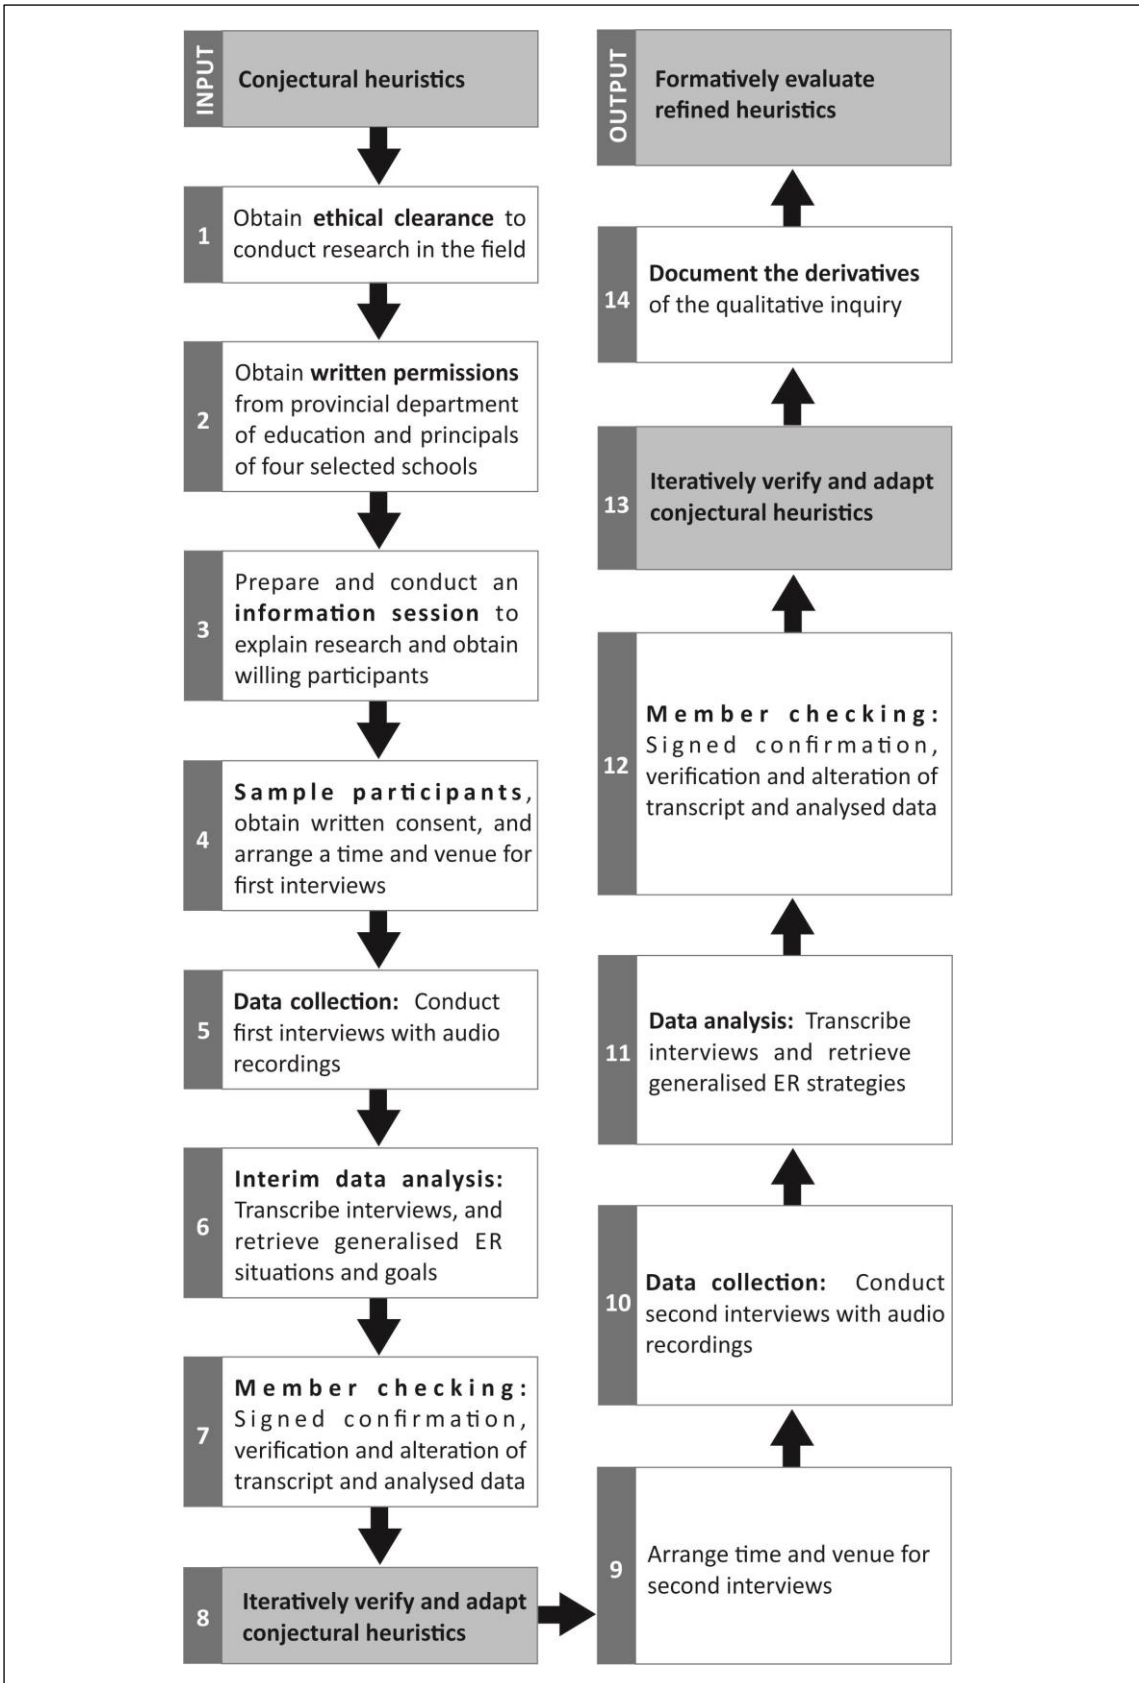 INPUT
Conjectural heuristics
1
Obtain ethical clearance to
conduct research in the field
2
Obtain written permissions
from provincial department
of education and principals
of four selected schools
3
Prepare and conduct an
information session to
explain research and obtain
willing participants
4
Sample participants,
obtain written consent, and
arrange a time and venue for
first interviews
5
Data collection: Conduct
first interviews with audio
recordings
6
Interim data analysis:
Transcribe interviews, and
retrieve generalised ER
situations and goals
7
Member checking:
Signed confirmation,
verification and alteration of
transcript and analysed data
8
Iteratively verify and adapt
conjectural heuristics
9
Arrange time and venue for
second interviews
10
Data collection: Conduct
second interviews with audio
recordings
11
Data analysis: Transcribe
interviews and retrieve
generalised ER strategies
12
Member checking:
Signed confirmation,
verification and alteration of
transcript and analysed data
13
Iteratively verify and adapt
conjectural heuristics
14
Document the derivatives
of the qualitative inquiry
OUTPUT
Formatively evaluate
refined heuristics